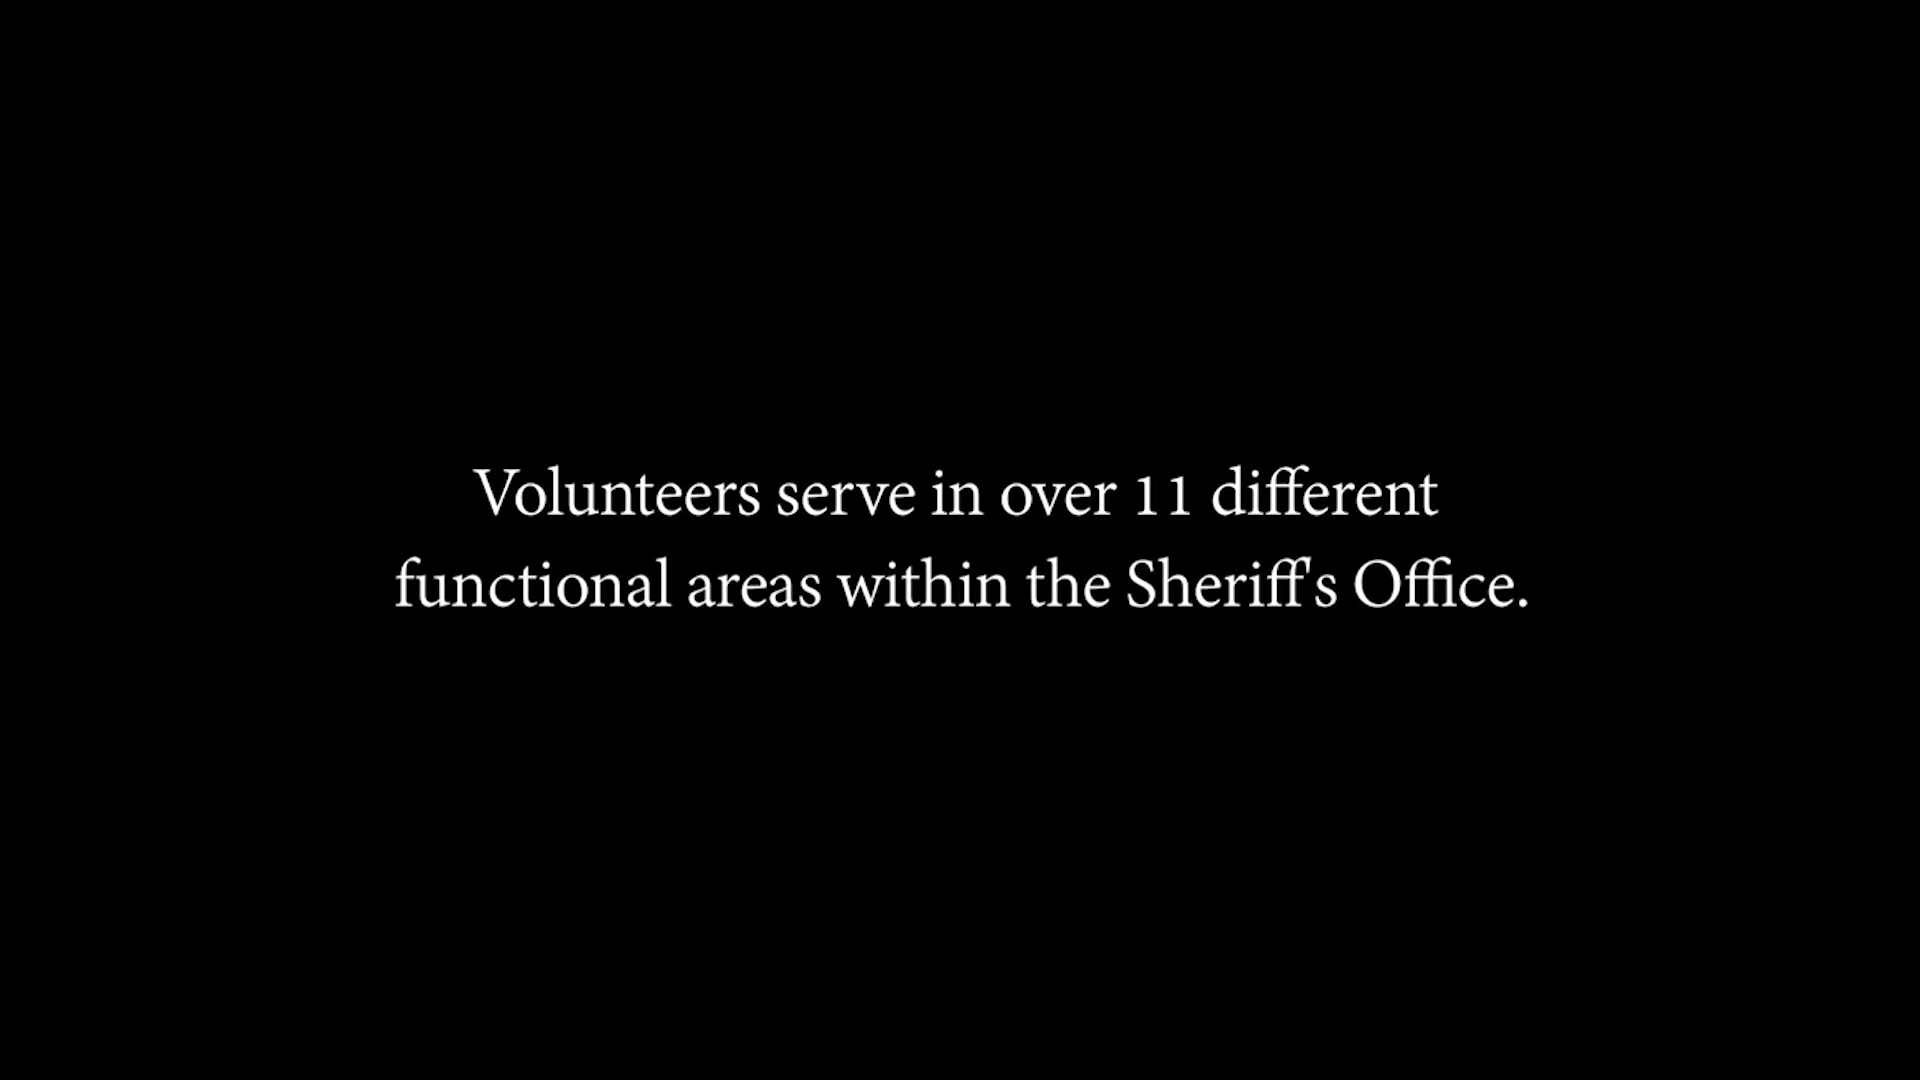 Volunteers serve in over 11 different
functional areas within the Sheriff's Office.